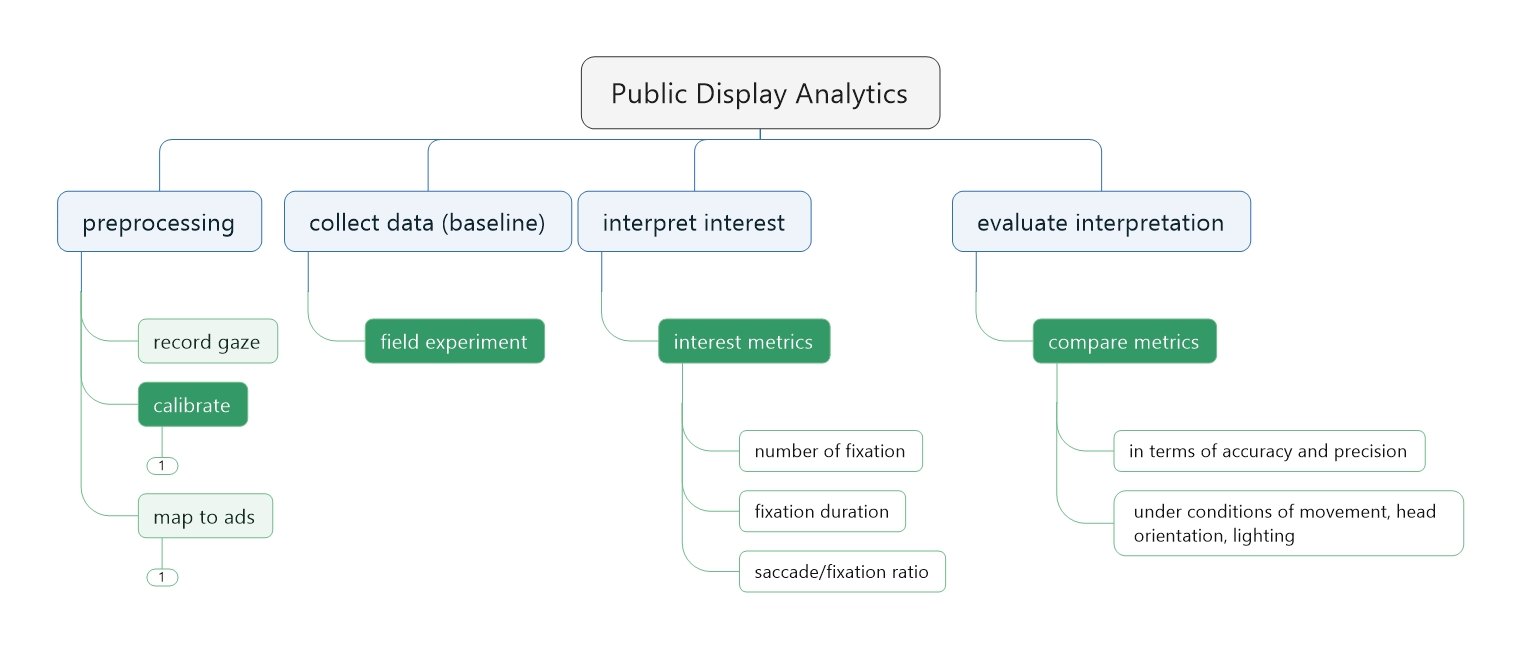 Public Display Analytics
preprocessing
collect data (baseline)
interpret interest
evaluate interpretation
record gaze
calibrate
1
map to ads
1
field experiment
interest metrics
number of fixation
fixation duration
saccade/fixation ratio
compare metrics
in terms of accuracy and precision
under conditions of movement, head
orientation, lighting